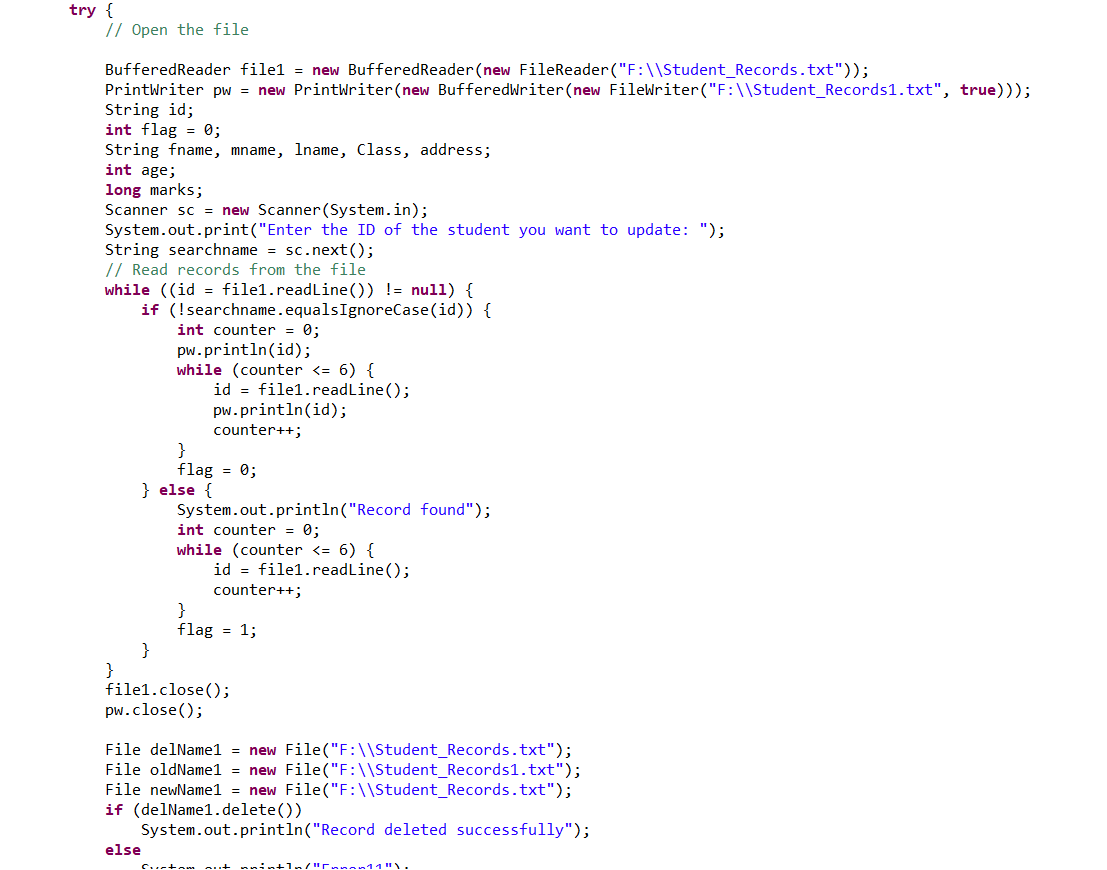 try {
// Open the file
BufferedReader file1 = new BufferedReader(new FileReader("F:\\Student_Records.txt"));
PrintWriter pw = new PrintWriter(new BufferedWriter(new FileWriter("F:\\Student_Records1.txt", true)));
String id;
int flag = 0;
String fname, mname, lname, Class, address;
int age;
long marks;
Scanner sc = new Scanner(System.in);
System.out.print("Enter the ID of the student you want to update: ");
String searchname = sc.next();
// Read records from the file
while ((id = file1.readLine()) != null) {
if (!searchname.equalsIgnoreCase(id)) {
int counter = 0;
pw.println(id);
while (counter <= 6) {
id = file1.readLine();
pw.println(id);
counter++;
}
flag = 0;
} else {
System.out.println("Record found");
int counter = 0;
while (counter <= 6) {
id = file1.readLine();
counter++;
}
flag = 1;
}
}
file1.close();
pw.close();
File delName1 = new File("F:\\Student_Records.txt");
File oldName1 = new File("F:\\Student_Records1.txt");
File newName1 = new File("F:\\Student_Records.txt");
if (delName1.delete())
System.out.println("Record deleted successfully");
else
System.out.println("Error11");